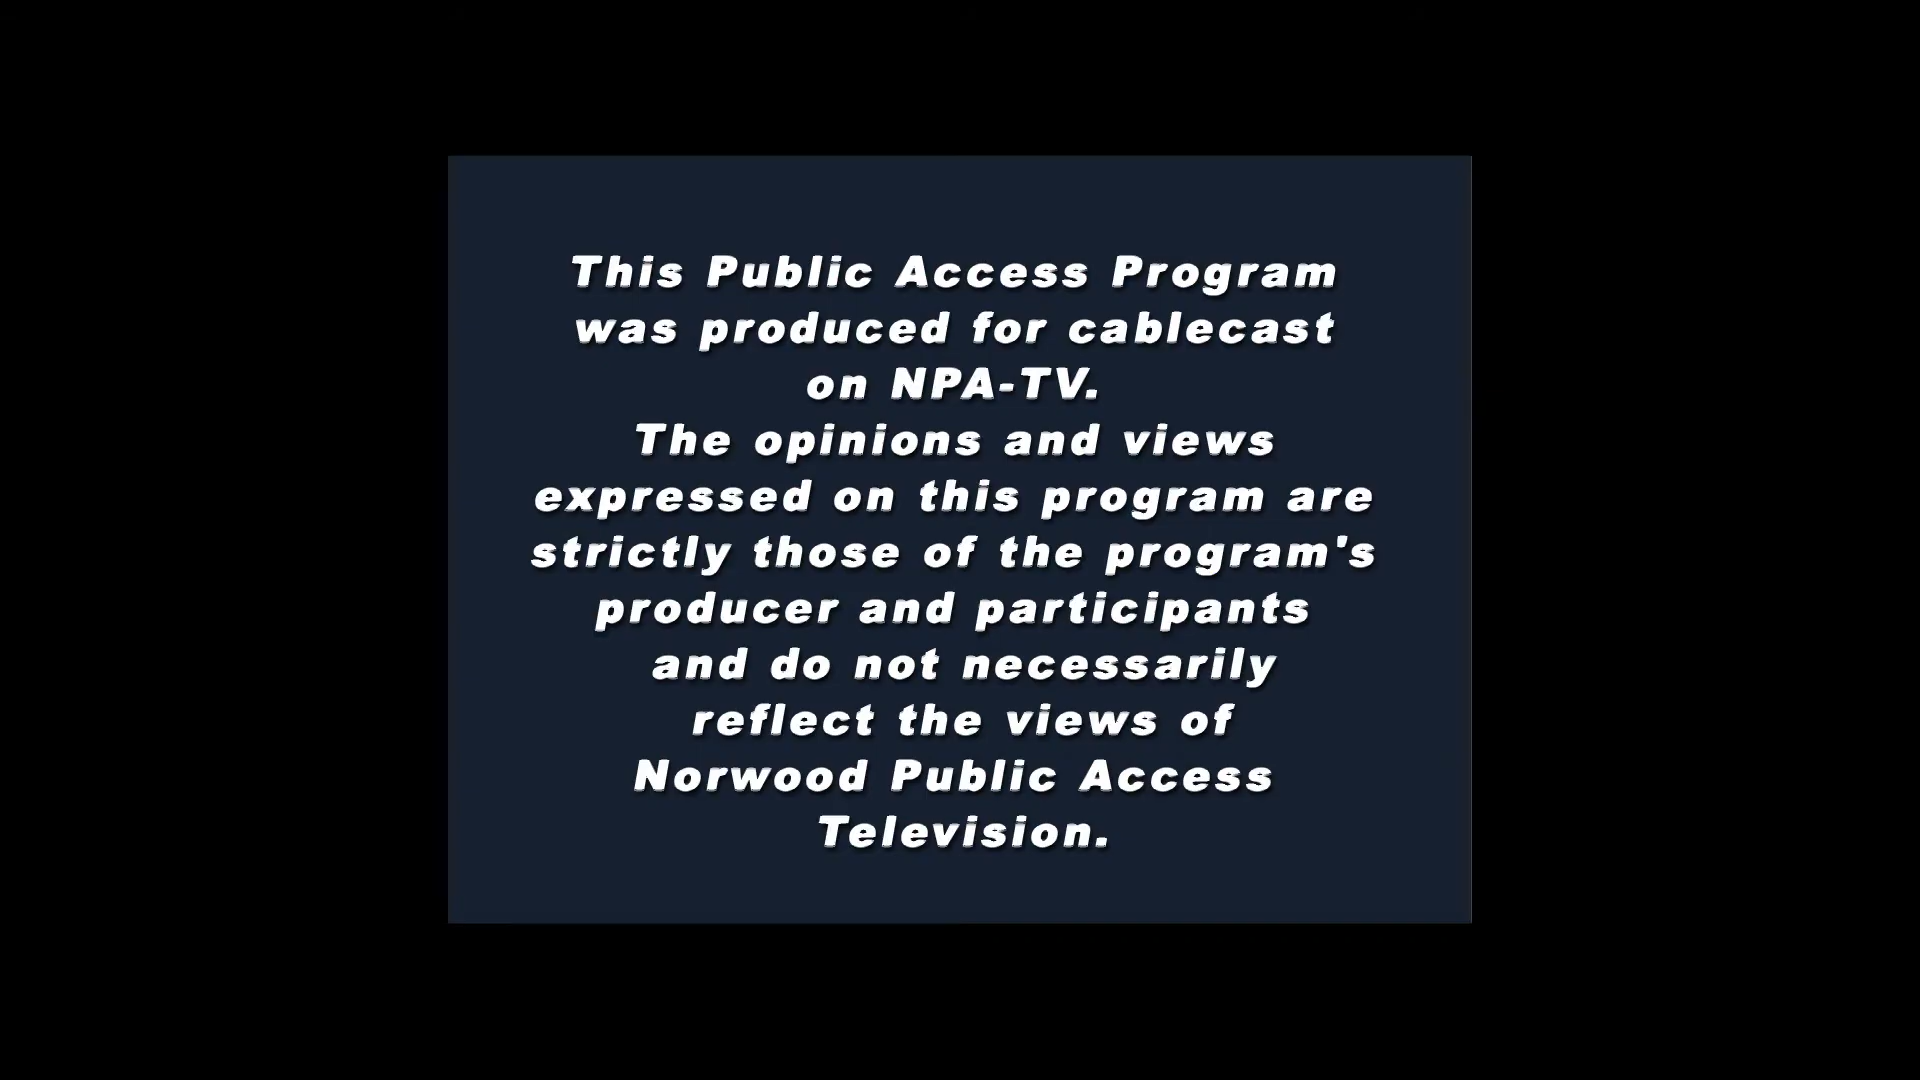 This Public Access Program
was produced for cablecast
on NPA-TV.
The opinions and views
expressed on this program are
strictly those of the program's
producer and participants
and do not necessarily
reflect the views of
Norwood Public Access
Television.